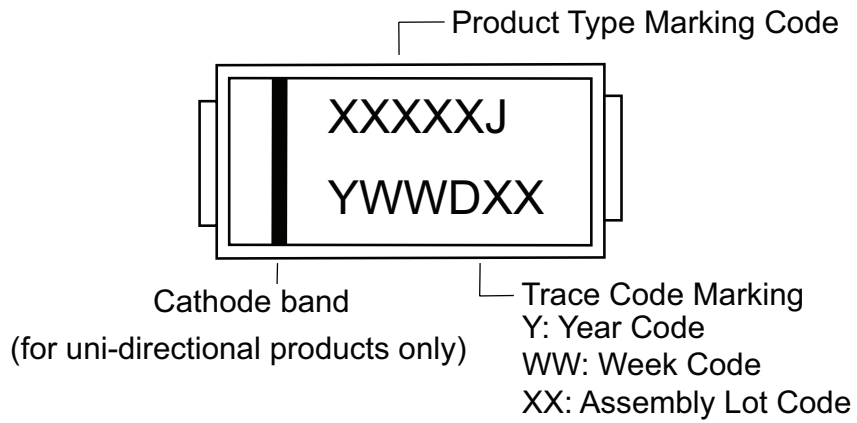 Product Type Marking Code
XXXXXJ
YWWDXX
Cathode band
(for uni-directional products only)
Trace Code Marking
Y: Year Code
WW: Week Code
XX: Assembly Lot Code